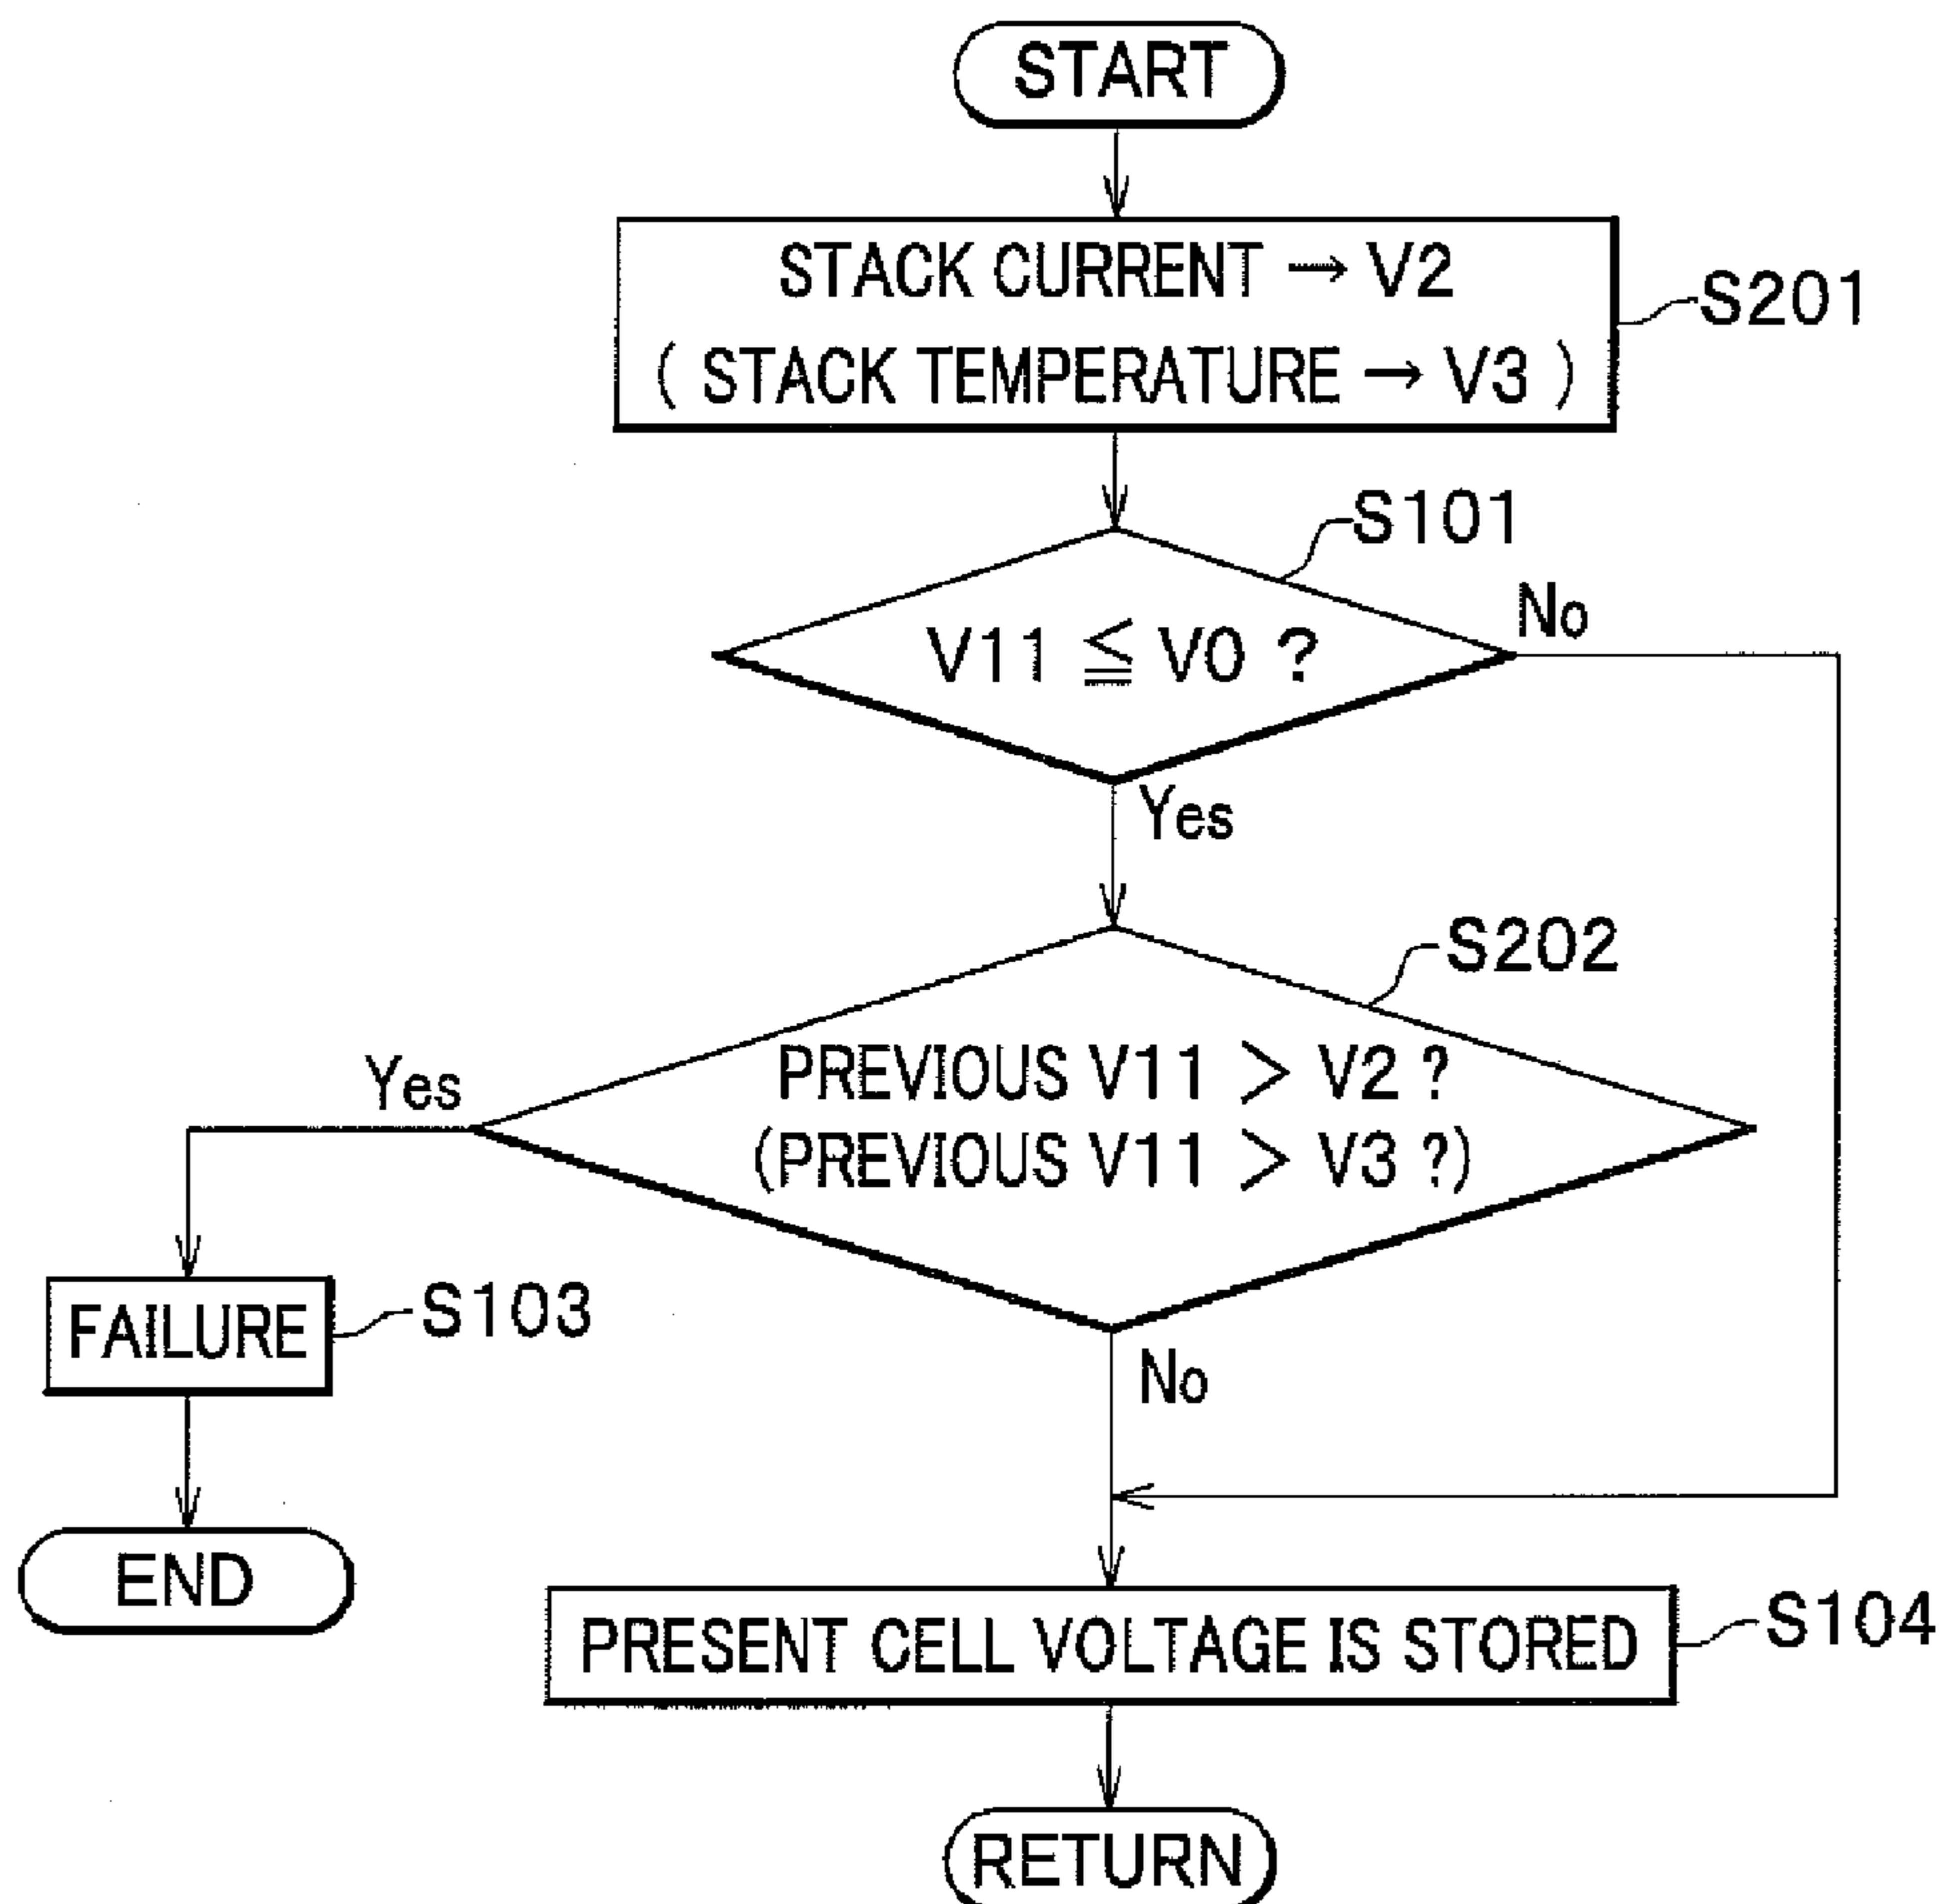 START
STACK CURRENT → V2
( STACK TEMPERATURE → V3 )
S201
S101
V11 ≦ V0 ?
No
Yes
S202
PREVIOUS V11 > V2 ?
(PREVIOUS V11 > V3 ?)
Yes
FAILURE
S103
No
END
PRESENT CELL VOLTAGE IS STORED
S104
RETURN